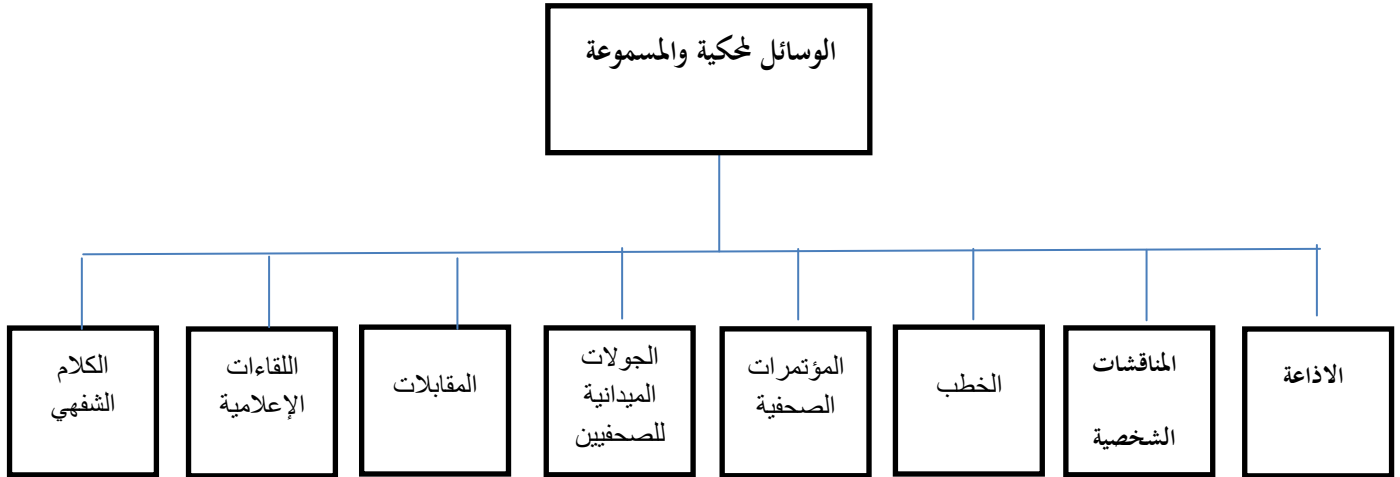 الوسائل لمحكية والمسموعة
الاذاعة
المناقشات
الشخصية
الخطب
المؤتمرات
الصحفية
الجولات
الميدانية
للصحفيين
المقابلات
اللقاءات
الإعلامية
الكلام
الشفهي